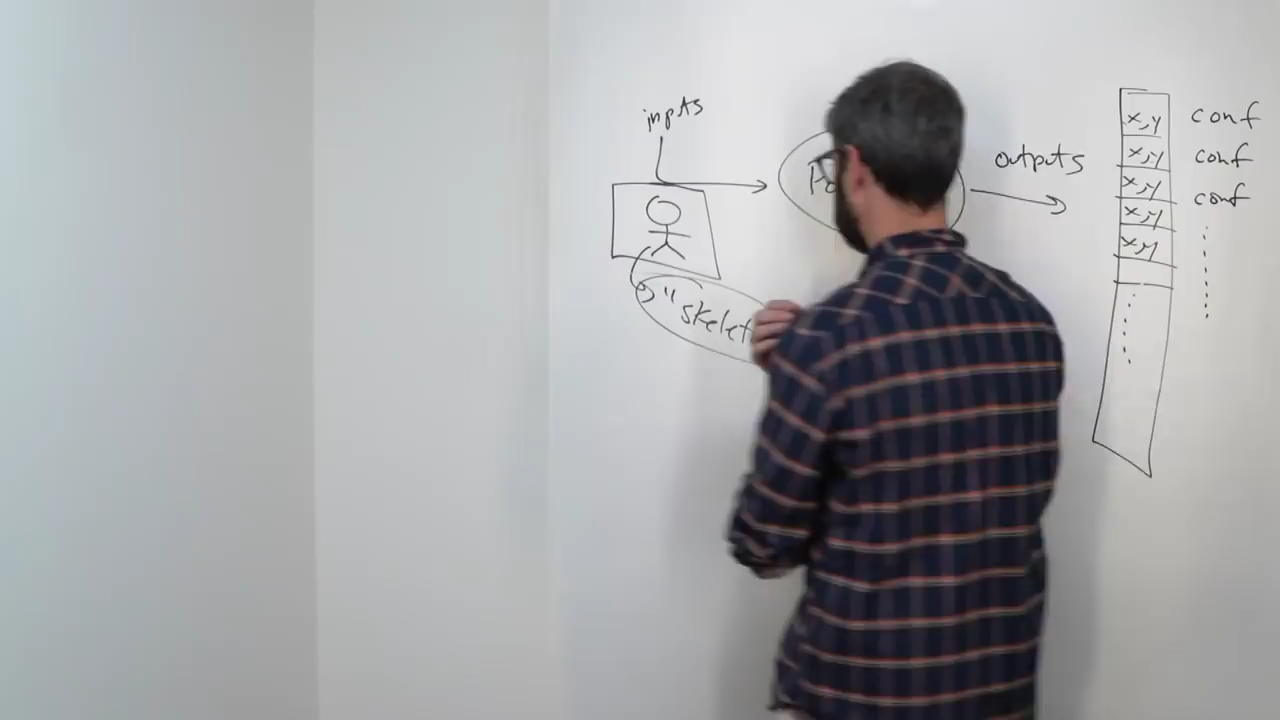 inputs
outputs
x,y conf
x,y conf
x,y conf
x,y
x,y
"skelet